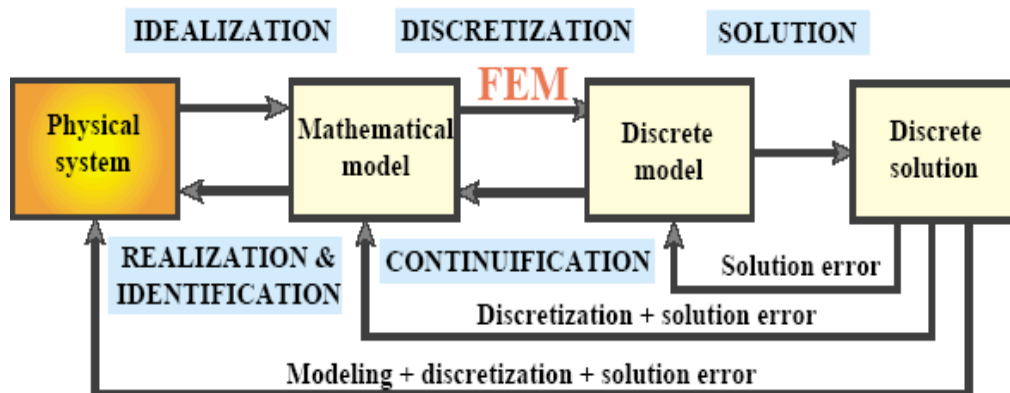 IDEALIZATION
DISCRETIZATION
SOLUTION
FEM
Physical
system
Mathematical
model
Discrete
model
Discrete
solution
REALIZATION &
IDENTIFICATION
CONTINUIFICATION
Solution error
Discretization + solution error
Modeling + discretization + solution error